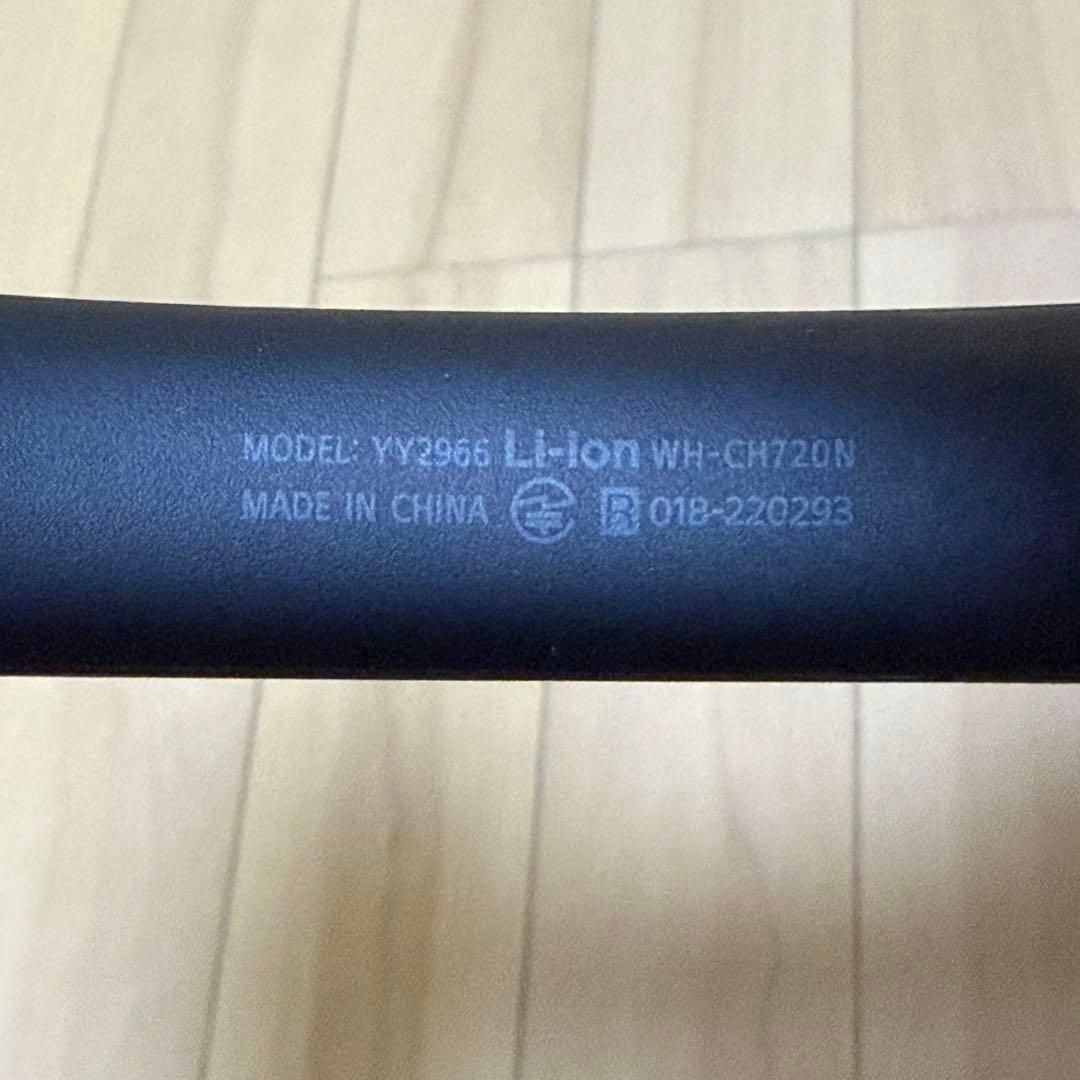 MODEL: YY2966 Li-ion WH-CH720N
MADE IN CHINA R 018-220293